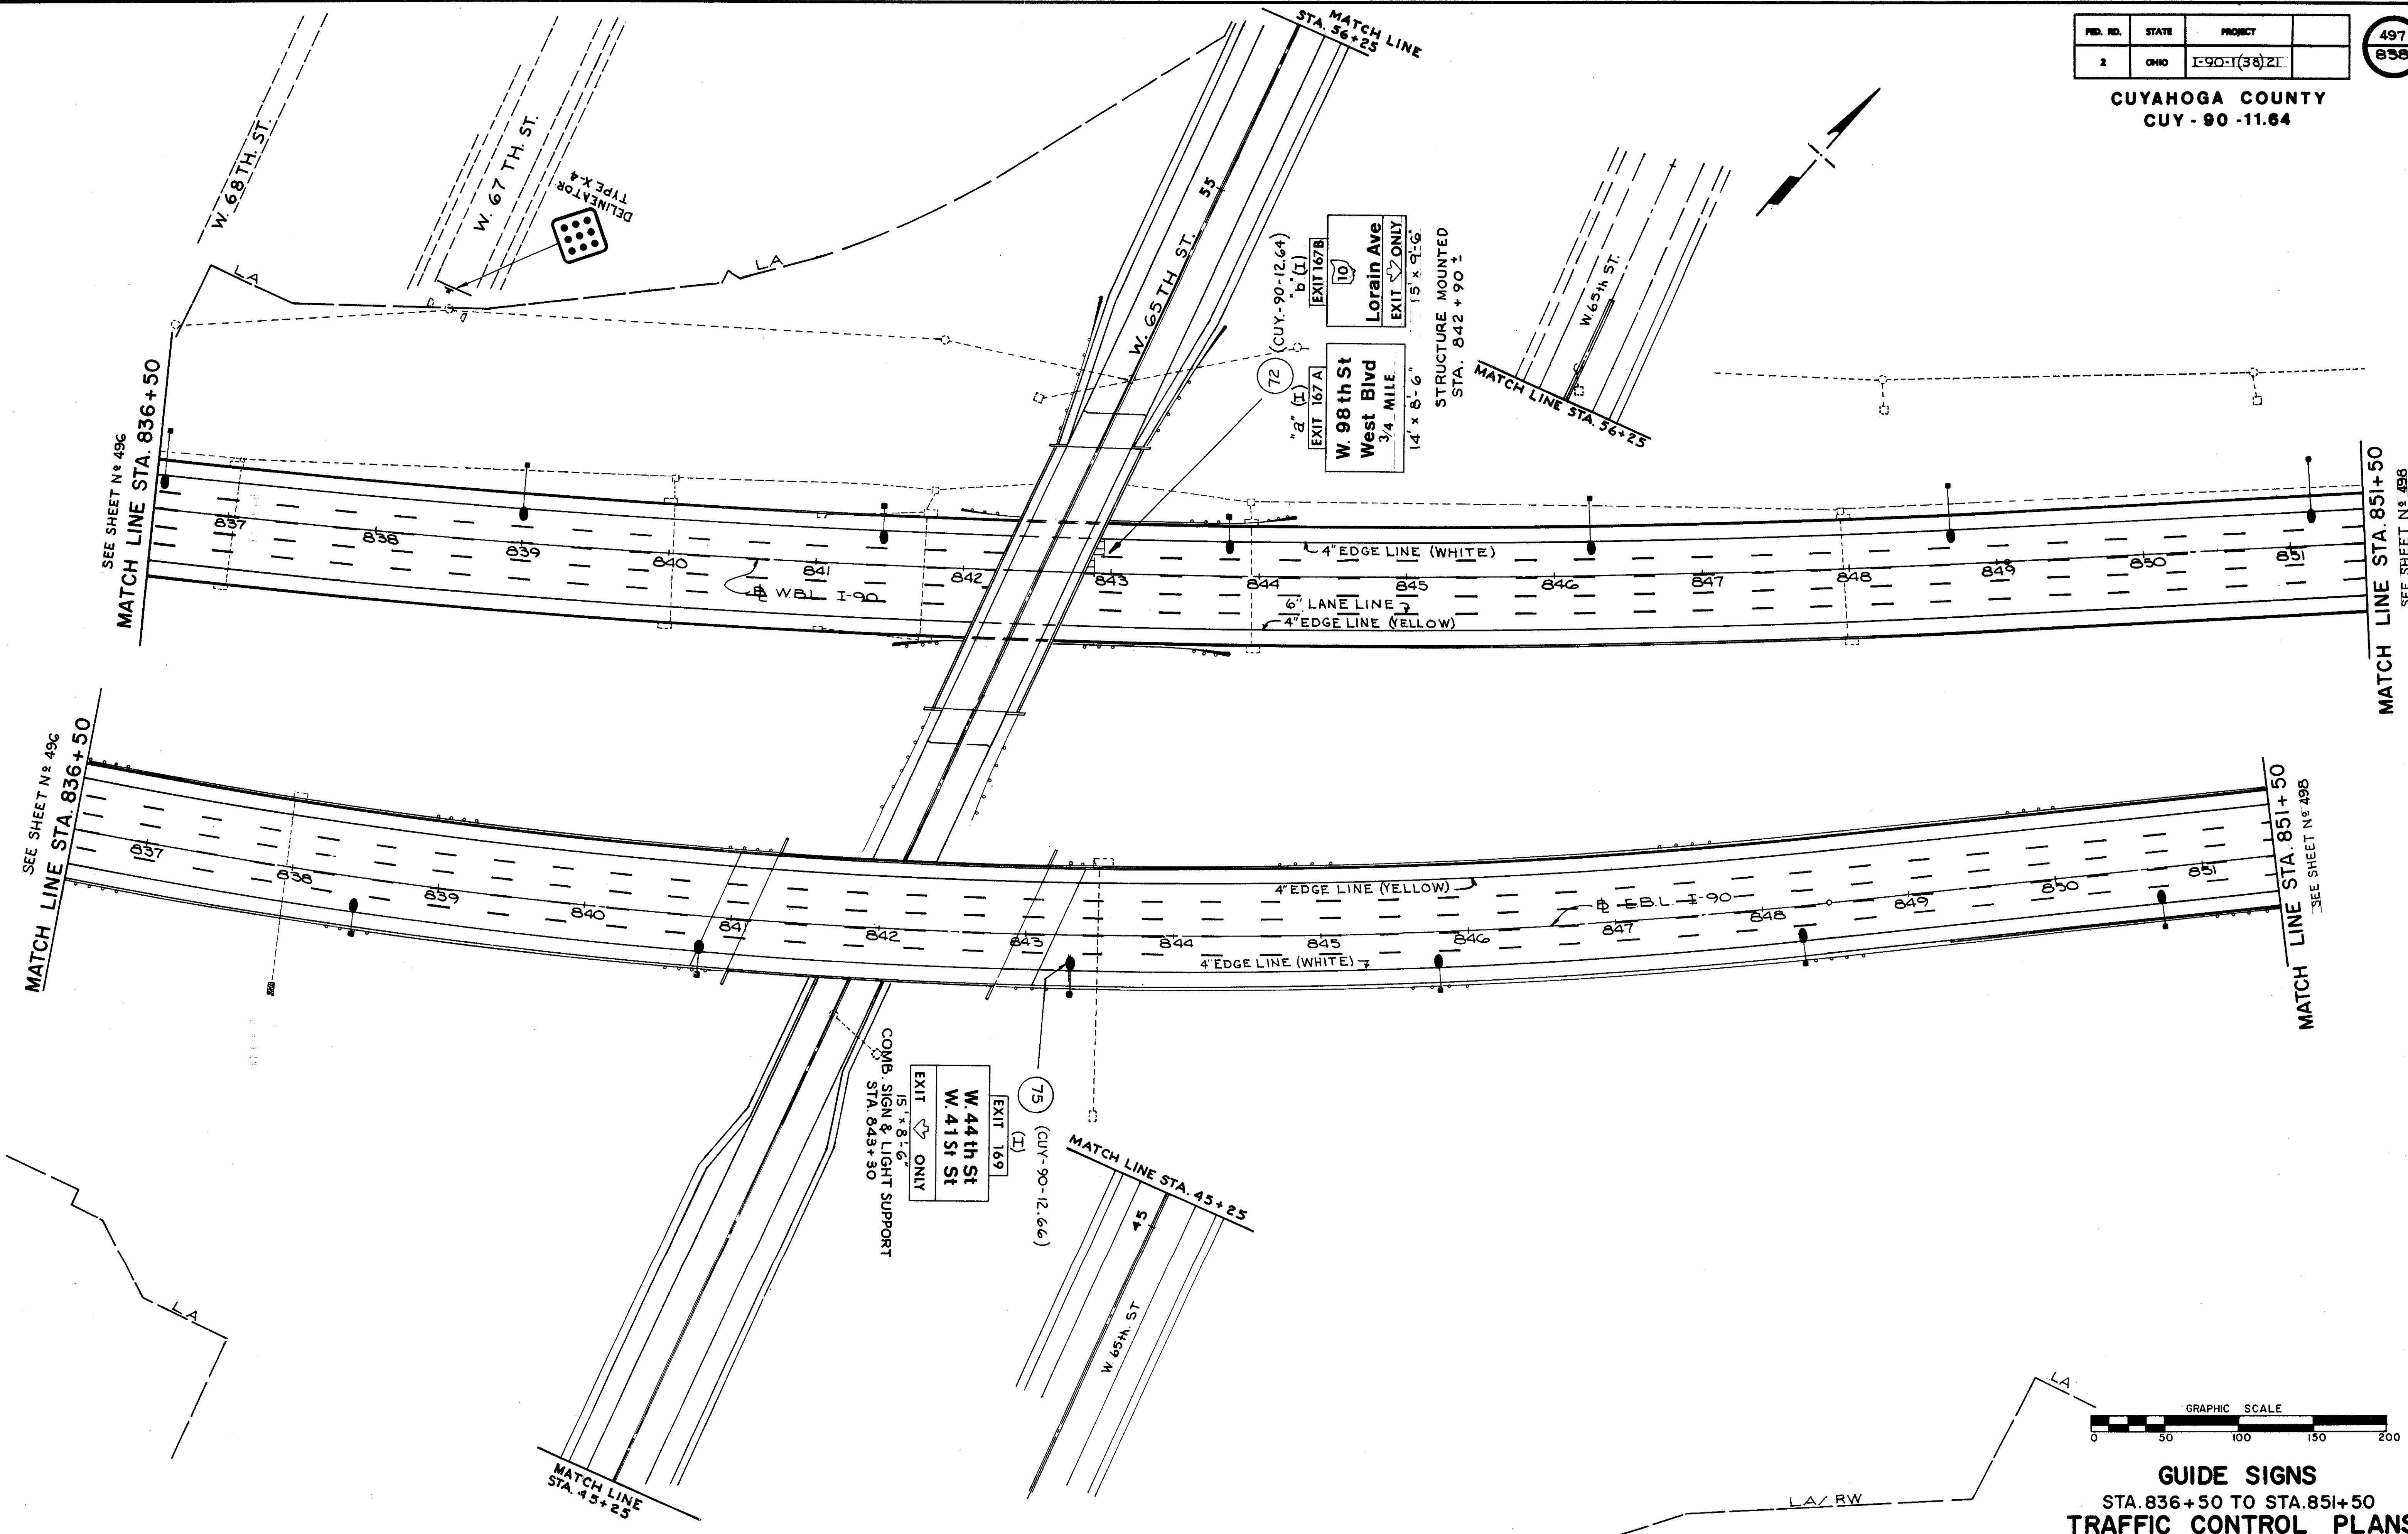 FED. RD.
STATE
PROJECT
2
OHIO
I-90-1(38)21
497
838
CUYAHOGA COUNTY
CUY - 90 -11.64
MATCH LINE
STA. 56+25
W. 68TH. ST.
W. 67 TH. ST.
DELINEATOR
TYPE X-4
LA
LA
55
W. 65TH ST.
72
(CUY.-90-12.64)
"b" (I)
EXIT 167B
10
Lorain Ave
EXIT ONLY
15' x 9'-6"
"a" (I)
EXIT 167 A
W. 98th St
West Blvd
3/4 MILE
14' x 8'-6"
STRUCTURE MOUNTED
STA. 842 + 90 ±
W. 65th ST.
MATCH LINE STA. 56+25
SEE SHEET Nº 496
MATCH LINE STA. 836+50
837
838
839
840
841
842
843
844
845
846
847
848
849
850
851
4" EDGE LINE (WHITE)
W.B.L. I-90
6" LANE LINE
4" EDGE LINE (YELLOW)
MATCH LINE STA. 851+50
SEE SHEET Nº 498
SEE SHEET Nº 496
MATCH LINE STA. 836+50
837
838
839
840
841
842
843
844
845
846
847
848
849
850
851
4" EDGE LINE (YELLOW)
E.B.L. I-90
4" EDGE LINE (WHITE)
MATCH LINE STA. 851+50
SEE SHEET Nº 498
75
(CUY-90-12.66)
(I)
EXIT 169
W. 44th St
W. 41St St
EXIT ONLY
15' x 8'-6"
COMB. SIGN & LIGHT SUPPORT
STA. 843+30
MATCH LINE STA. 45+25
45
W. 65th. ST
LA
MATCH LINE
STA. 45+25
LA
LA/RW
GRAPHIC SCALE
0 50 100 150 200
GUIDE SIGNS
STA. 836+50 TO STA. 851+50
TRAFFIC CONTROL PLANS